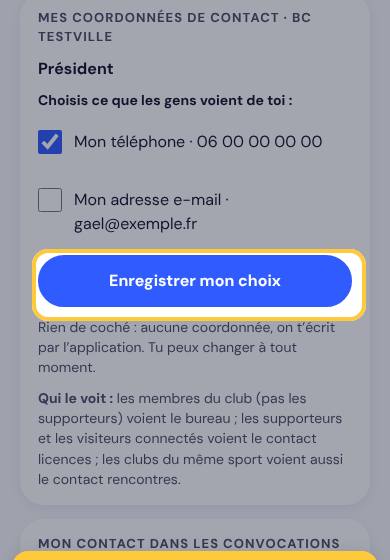 MES COORDONNÉES DE CONTACT · BC
TESTVILLE
Président
Choisis ce que les gens voient de toi :
Mon téléphone · 06 00 00 00 00
Mon adresse e-mail ·
gael@exemple.fr
Enregistrer mon choix
Rien de coché : aucune coordonnée, on t’écrit
par l’application. Tu peux changer à tout
moment.
Qui le voit : les membres du club (pas les
supporteurs) voient le bureau ; les supporteurs
et les visiteurs connectés voient le contact
licences ; les clubs du même sport voient aussi
le contact rencontres.
MON CONTACT DANS LES CONVOCATIONS